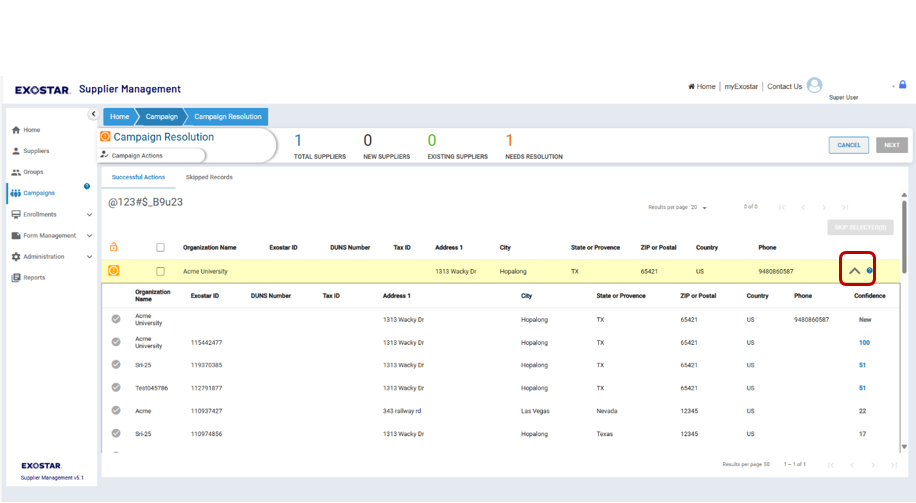 EXOSTAR. Supplier Management
Home | myExostar | Contact Us
Super User
Home Campaign Campaign Resolution
Home
Suppliers
Groups
Campaigns
Enrollments
Form Management
Administration
Reports
Campaign Resolution
Campaign Actions
1 0 0 1
TOTAL SUPPLIERS NEW SUPPLIERS EXISTING SUPPLIERS NEEDS RESOLUTION
CANCEL NEXT
Successful Actions Skipped Records
@123#$_B9u23
Results per page 20 0 of 0
SKIP SELECTED(0)
Organization Name Exostar ID DUNS Number Tax ID Address 1 City State or Provence ZIP or Postal Country Phone
Acme University 1313 Wacky Dr Hopalong TX 65421 US 9480860587
Organization Name Exostar ID DUNS Number Tax ID Address 1 City State or Provence ZIP or Postal Country Phone Confidence
Acme University 1313 Wacky Dr Hopalong TX 65421 US 9480860587 New
Acme University 115442477 1313 Wacky Dr Hopalong TX 65421 US 100
Sri-25 119370385 1313 Wacky Dr Hopalong TX 65421 US 51
Test045786 112791877 1313 Wacky Dr Hopalong TX 65421 US 51
Acme 110937427 343 railway rd Las Vegas Nevada 12345 US 22
Sri-25 110974856 1313 Wacky Dr Hopalong Texas 12345 US 17
Results per page 50 1 – 1 of 1
EXOSTAR.
Supplier Management v5.1